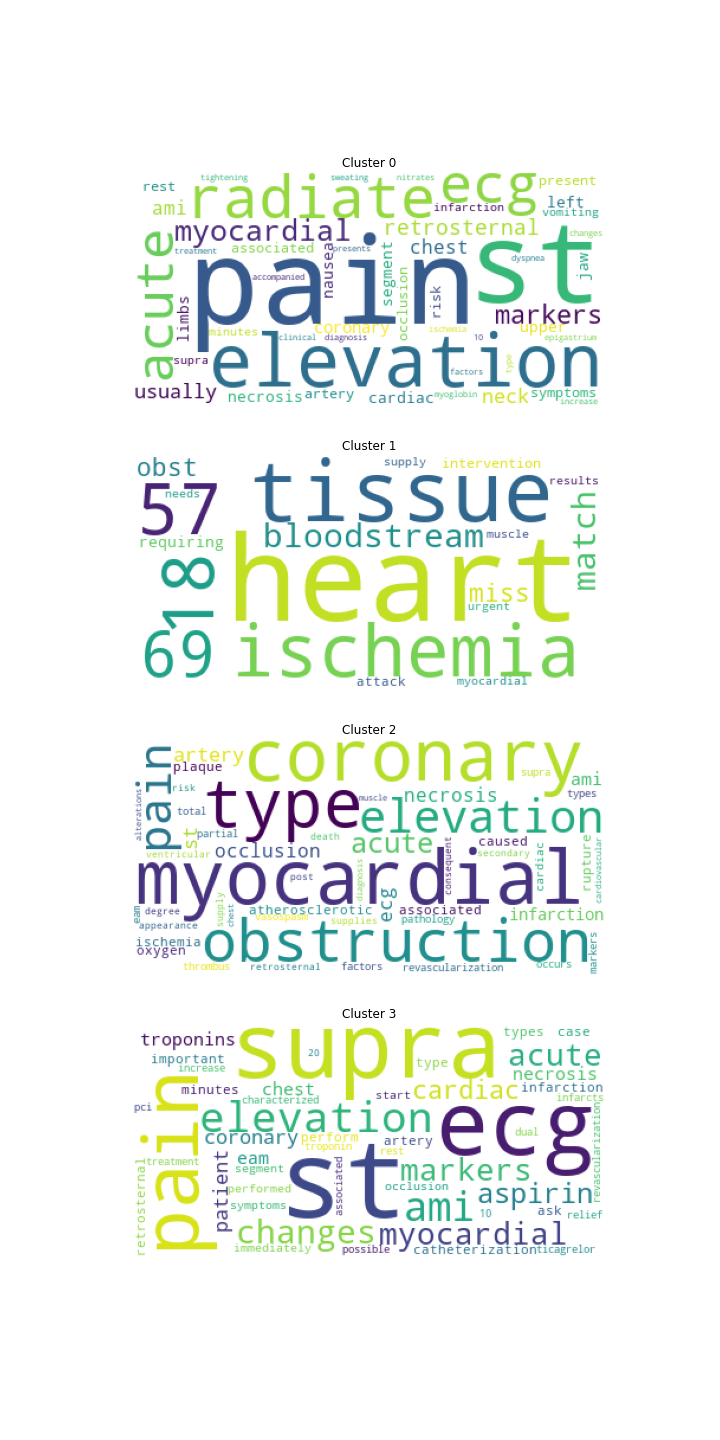 Cluster 0
tightening sweating nitrates
rest radiate ecg present
ami infarction left
vomiting
myocardial retrosternal changes
acute treatment associated presents nausea segment chest st dyspnea jaw
pain accompanied occlusion risk
limbs markers
minutes coronary ischemia upper
clinical diagnosis 10 epigastrium
supra elevation factors type
usually necrosis artery cardiac myoglobin neck symptoms
increase
Cluster 1
obst tissue supply intervention
results
57 needs
bloodstream muscle match
requiring
18 heart miss
urgent
69 ischemia
attack myocardial
Cluster 2
pain artery coronary
plaque supra ami
risk type muscle necrosis types
alterations total elevation
st partial death acute caused
ventricular occlusion secondary cardiac rupture cardiovascular
myocardial post diagnosis consequent
eam degree supply chest atherosclerotic ecg associated infarction
vasospasm supplies pathology
appearance
ischemia obstruction
oxygen
thrombus retrosternal factors revascularization occurs markers
Cluster 3
troponins supra types case
important 20 type acute
increase necrosis
minutes chest cardiac infarction
pci characterized start infarcts
pain elevation ecg dual revascularization
coronary perform artery
troponin rest
retrosternal treatment patient eam st associated markers
segment
performed occlusion aspirin
symptoms ami 10 ask relief
changes myocardial
immediately possible catheterization ticagrelor